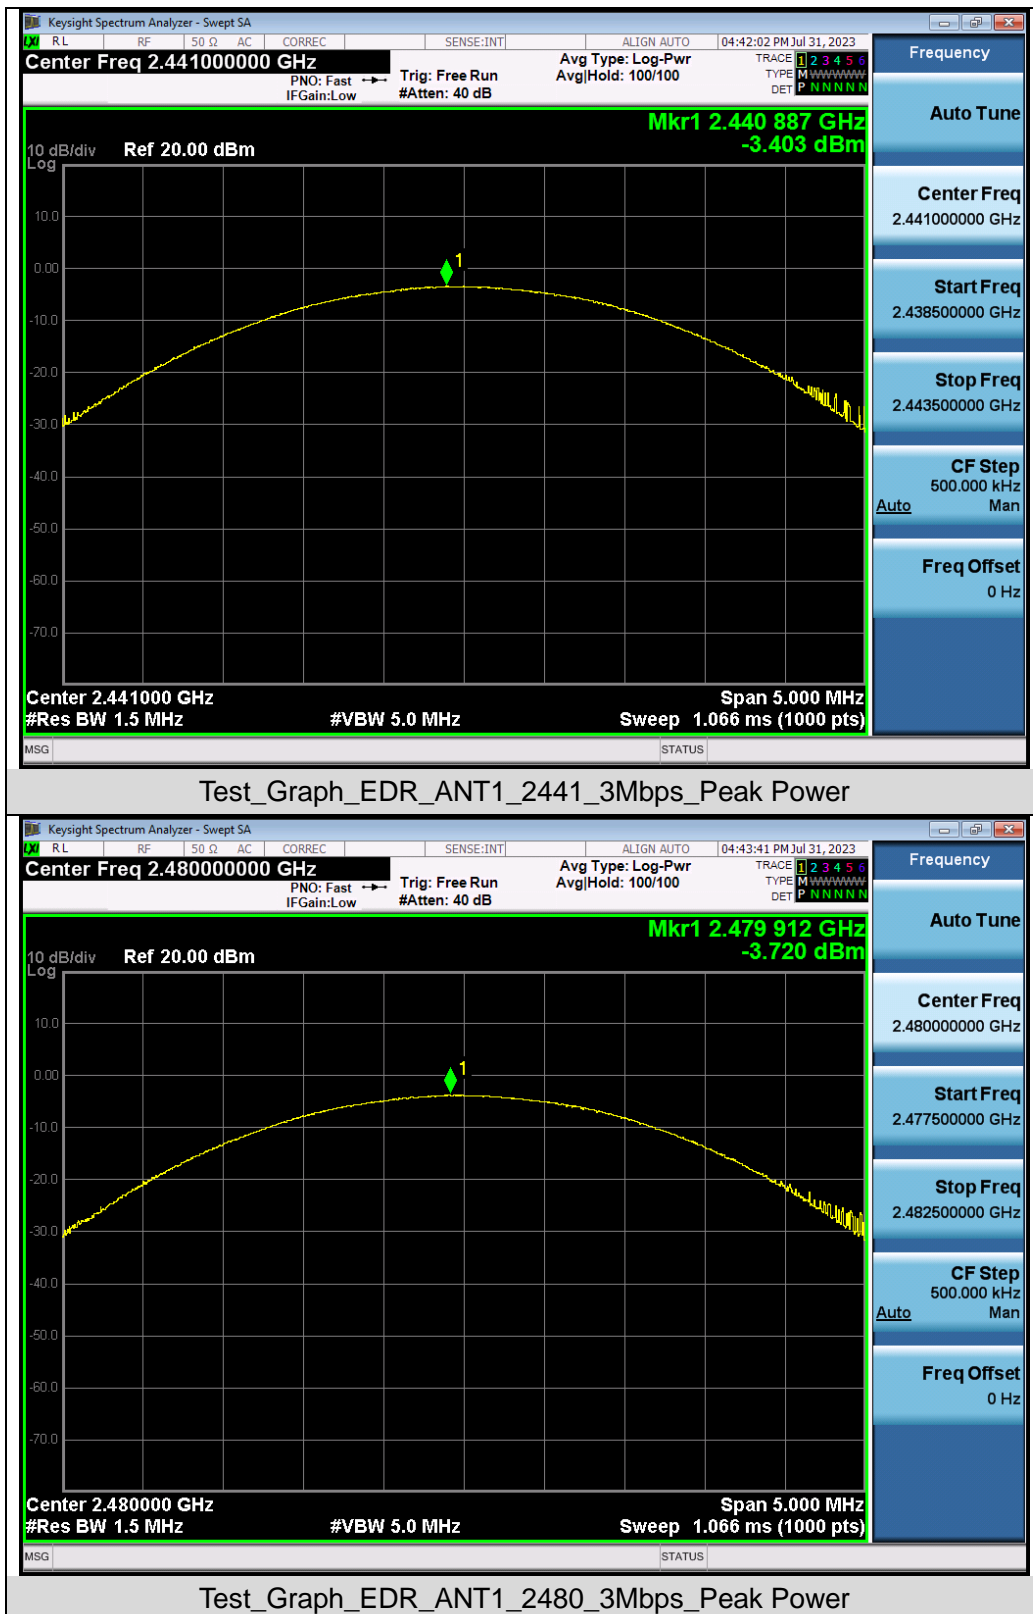 Keysight Spectrum Analyzer - Swept SA
LXI RL RF 50 Ω AC CORREC SENSE:INT ALIGN AUTO 04:42:02 PM Jul 31, 2023
Center Freq 2.441000000 GHz
PNO: Fast
IFGain:Low
Trig: Free Run
#Atten: 40 dB
Avg Type: Log-Pwr
Avg|Hold: 100/100
TRACE 1 2 3 4 5 6
TYPE M WWWWW
DET P N N N N N
Frequency
Mkr1 2.440 887 GHz
-3.403 dBm
10 dB/div Ref 20.00 dBm
Log
10.0
0.00
-10.0
-20.0
-30.0
-40.0
-50.0
-60.0
-70.0
1
Center 2.441000 GHz Span 5.000 MHz
#Res BW 1.5 MHz #VBW 5.0 MHz Sweep 1.066 ms (1000 pts)
Auto Tune
Center Freq
2.441000000 GHz
Start Freq
2.438500000 GHz
Stop Freq
2.443500000 GHz
CF Step
500.000 kHz
Auto Man
Freq Offset
0 Hz
MSG STATUS
Test_Graph_EDR_ANT1_2441_3Mbps_Peak Power
Keysight Spectrum Analyzer - Swept SA
LXI RL RF 50 Ω AC CORREC SENSE:INT ALIGN AUTO 04:43:41 PM Jul 31, 2023
Center Freq 2.480000000 GHz
PNO: Fast
IFGain:Low
Trig: Free Run
#Atten: 40 dB
Avg Type: Log-Pwr
Avg|Hold: 100/100
TRACE 1 2 3 4 5 6
TYPE M WWWWW
DET P N N N N N
Frequency
Mkr1 2.479 912 GHz
-3.720 dBm
10 dB/div Ref 20.00 dBm
Log
10.0
0.00
-10.0
-20.0
-30.0
-40.0
-50.0
-60.0
-70.0
1
Center 2.480000 GHz Span 5.000 MHz
#Res BW 1.5 MHz #VBW 5.0 MHz Sweep 1.066 ms (1000 pts)
Auto Tune
Center Freq
2.480000000 GHz
Start Freq
2.477500000 GHz
Stop Freq
2.482500000 GHz
CF Step
500.000 kHz
Auto Man
Freq Offset
0 Hz
MSG STATUS
Test_Graph_EDR_ANT1_2480_3Mbps_Peak Power